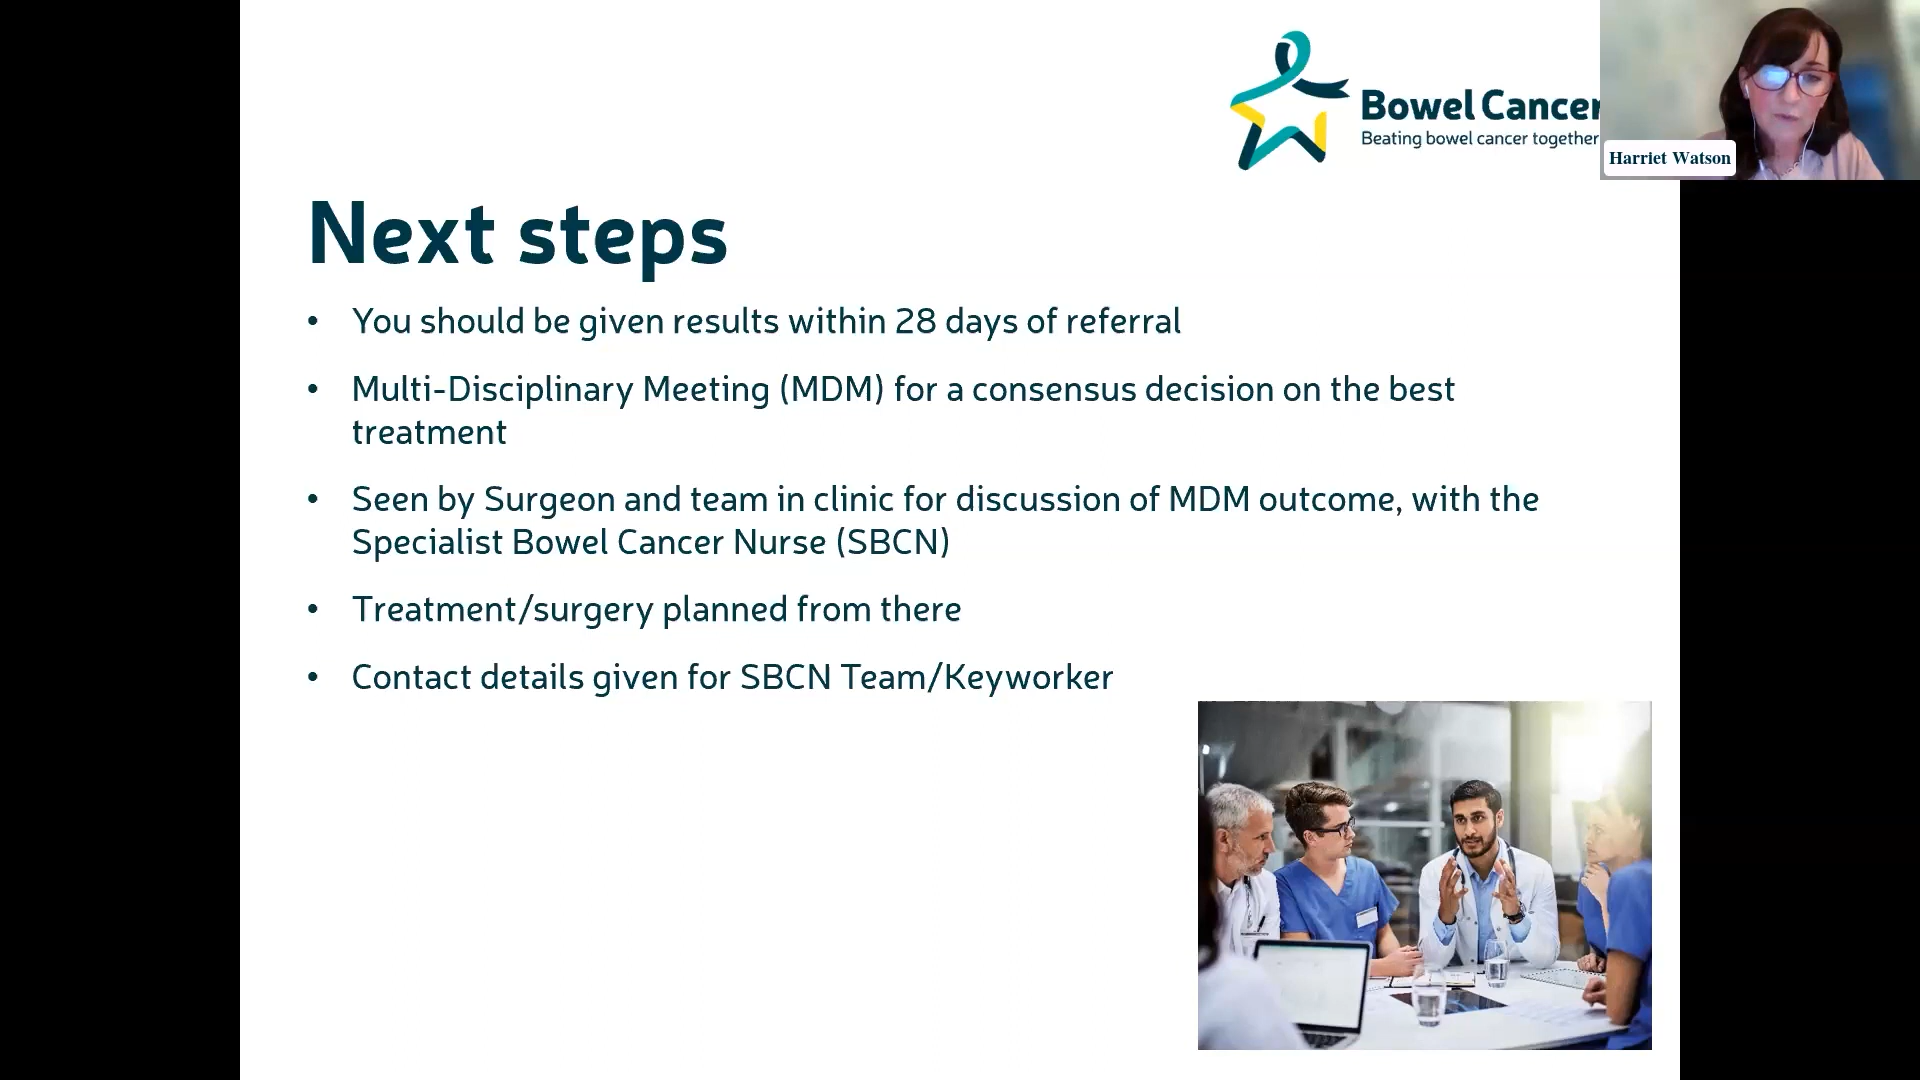 Bowel Cancer
Beating bowel cancer together
Harriet Watson
Next steps
• You should be given results within 28 days of referral
• Multi-Disciplinary Meeting (MDM) for a consensus decision on the best
treatment
• Seen by Surgeon and team in clinic for discussion of MDM outcome, with the
Specialist Bowel Cancer Nurse (SBCN)
• Treatment/surgery planned from there
• Contact details given for SBCN Team/Keyworker